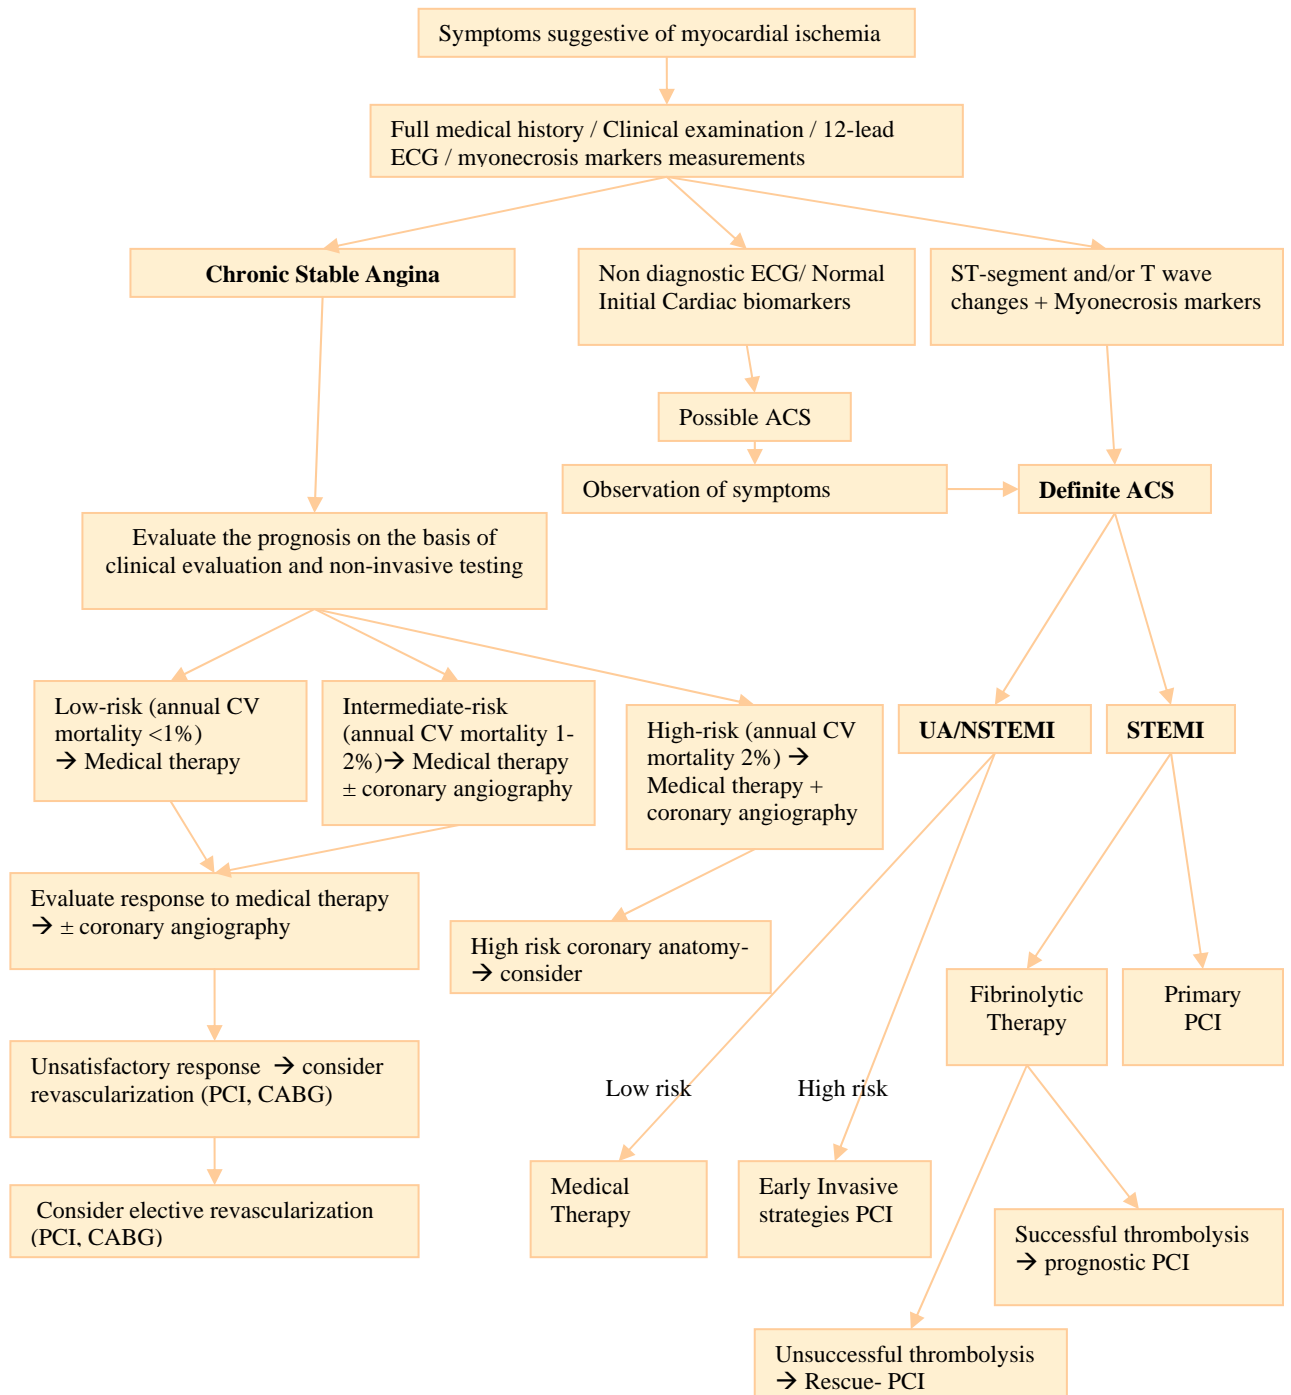 Symptoms suggestive of myocardial ischemia
Full medical history / Clinical examination / 12-lead
ECG / myonecrosis markers measurements
Chronic Stable Angina
Non diagnostic ECG/ Normal
Initial Cardiac biomarkers
ST-segment and/or T wave
changes + Myonecrosis markers
Possible ACS
Observation of symptoms
Definite ACS
Evaluate the prognosis on the basis of
clinical evaluation and non-invasive testing
Low-risk (annual CV
mortality <1%)
→ Medical therapy
Intermediate-risk
(annual CV mortality 1-
2%)→ Medical therapy
± coronary angiography
High-risk (annual CV
mortality 2%) →
Medical therapy +
coronary angiography
UA/NSTEMI
STEMI
Evaluate response to medical therapy
→ ± coronary angiography
High risk coronary anatomy-
→ consider
Fibrinolytic
Therapy
Primary
PCI
Unsatisfactory response → consider
revascularization (PCI, CABG)
Low risk
High risk
Medical
Therapy
Early Invasive
strategies PCI
Consider elective revascularization
(PCI, CABG)
Successful thrombolysis
→ prognostic PCI
Unsuccessful thrombolysis
→ Rescue- PCI